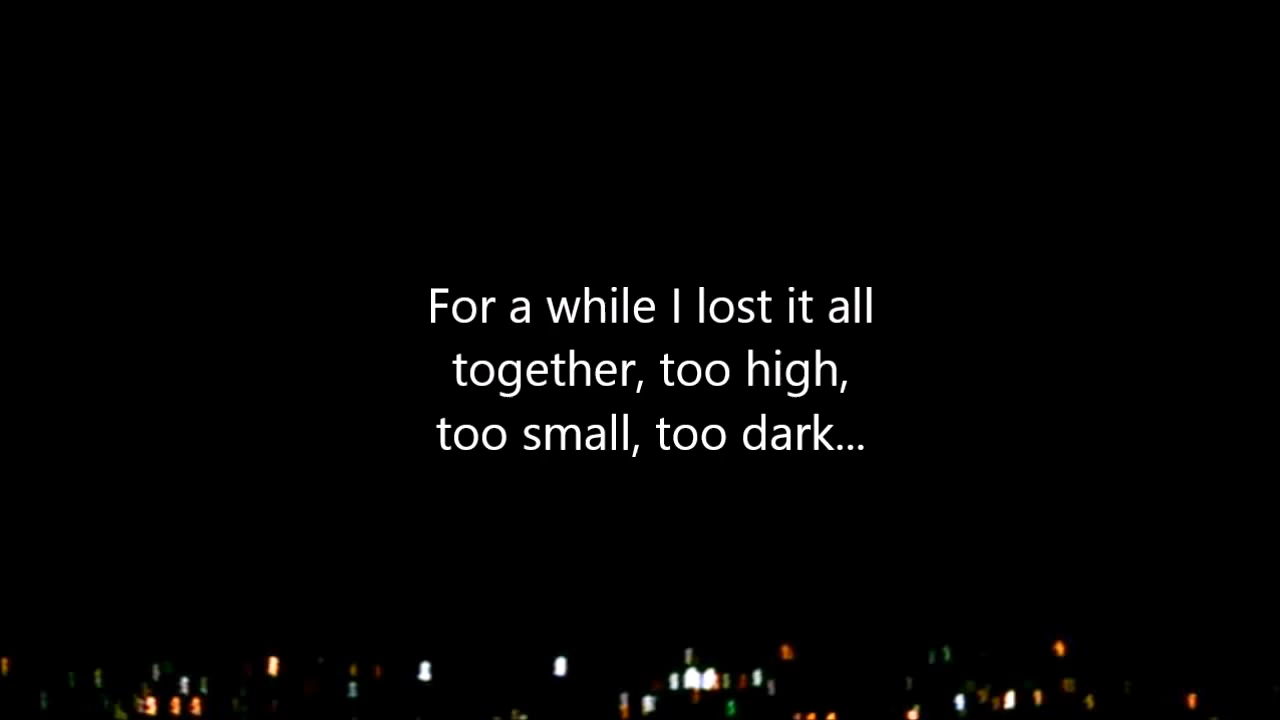 For a while I lost it all
together, too high,
too small, too dark...